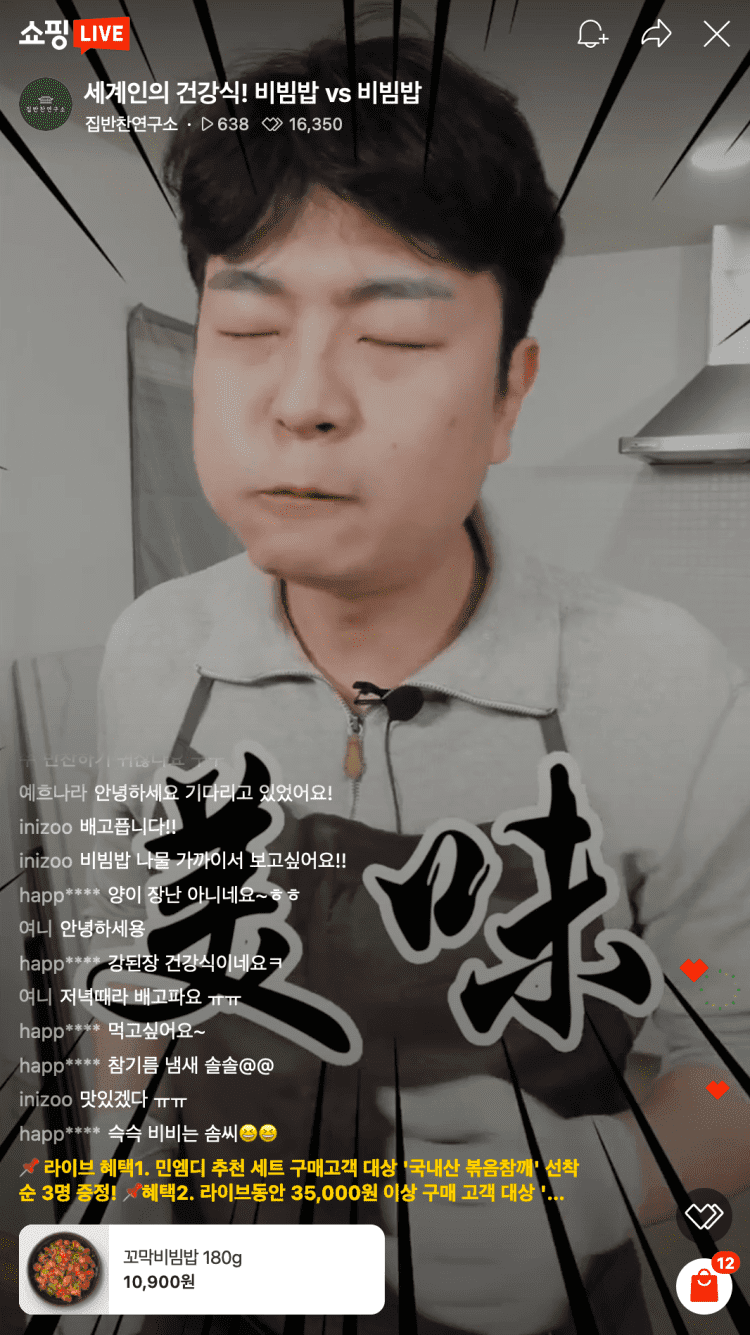 쇼핑 LIVE
세계인의 건강식! 비빔밥 vs 비빔밥
집반찬연구소
집반찬연구소 · 638 16,350
예흐나라 안녕하세요 기다리고 있었어요!
inizoo 배고픕니다!!
inizoo 비빔밥 나물 가까이서 보고싶어요!!
happ**** 양이 장난 아니네요~ㅎㅎ
여니 안녕하세용
happ**** 강된장 건강식이네요ㅋ
여니 저녁때라 배고파요 ㅠㅠ
happ**** 먹고싶어요~
happ**** 참기름 냄새 솔솔@@
inizoo 맛있겠다 ㅠㅠ
happ**** 슥슥 비비는 솜씨😆😆
美味
📌 라이브 혜택1. 민엠디 추천 세트 구매고객 대상 '국내산 볶음참깨' 선착
순 3명 증정! 📌혜택2. 라이브동안 35,000원 이상 구매 고객 대상 '...
꼬막비빔밥 180g
10,900원
12